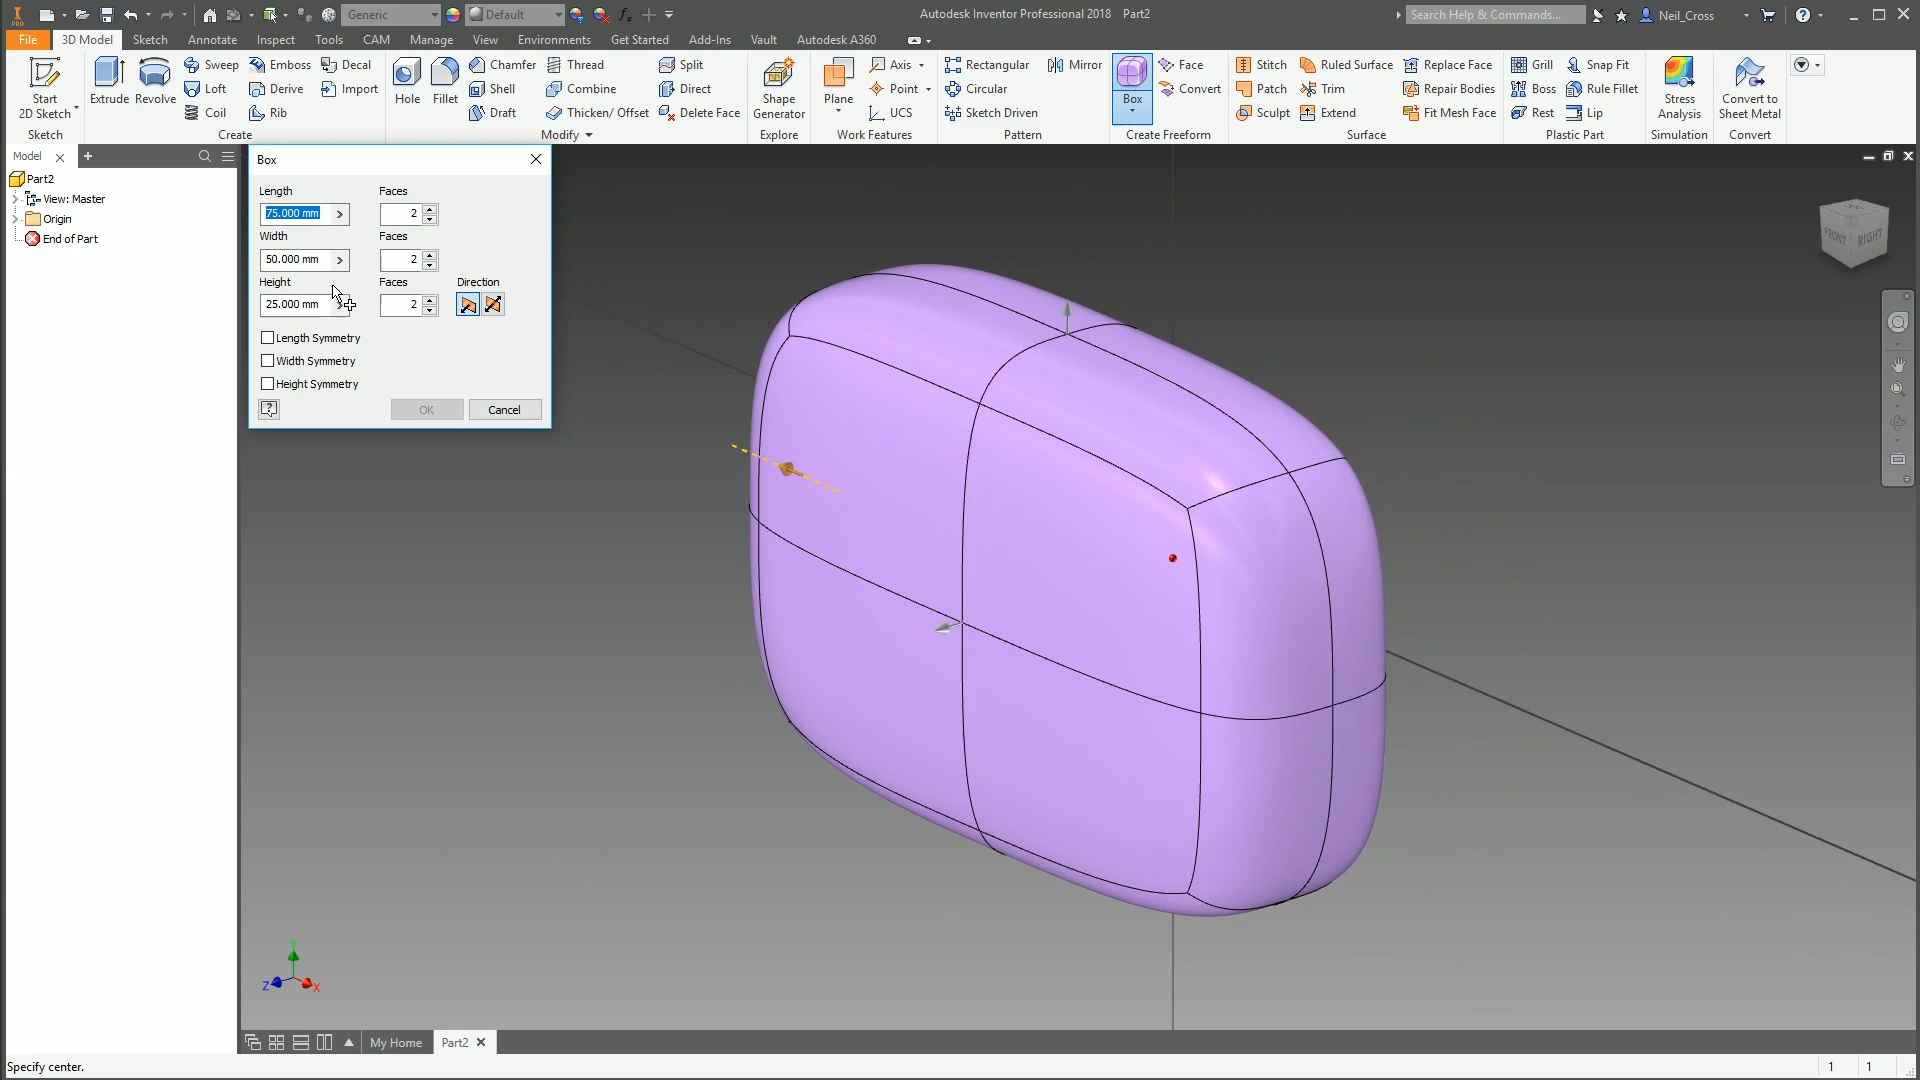 PRO
Generic
Default
Autodesk Inventor Professional 2018 Part2
Search Help & Commands...
Neil_Cross
File
3D Model
Sketch
Annotate
Inspect
Tools
CAM
Manage
View
Environments
Get Started
Add-Ins
Vault
Autodesk A360
Start
2D Sketch
Extrude
Revolve
Sweep
Loft
Coil
Emboss
Derive
Rib
Decal
Import
Hole
Fillet
Chamfer
Shell
Draft
Thread
Combine
Thicken/ Offset
Split
Direct
Delete Face
Shape
Generator
Plane
Axis
Point
UCS
Rectangular
Circular
Sketch Driven
Mirror
Box
Face
Convert
Stitch
Patch
Sculpt
Ruled Surface
Trim
Extend
Replace Face
Repair Bodies
Fit Mesh Face
Grill
Boss
Rest
Snap Fit
Rule Fillet
Lip
Stress
Analysis
Convert to
Sheet Metal
Sketch
Create
Modify
Explore
Work Features
Pattern
Create Freeform
Surface
Plastic Part
Simulation
Convert
Model
Part2
View: Master
Origin
End of Part
Box
Length
Faces
75.000 mm
2
Width
Faces
50.000 mm
2
Height
Faces
Direction
25.000 mm
2
Length Symmetry
Width Symmetry
Height Symmetry
OK
Cancel
FRONT
RIGHT
Y
Z
X
My Home
Part2
Specify center.
1
1